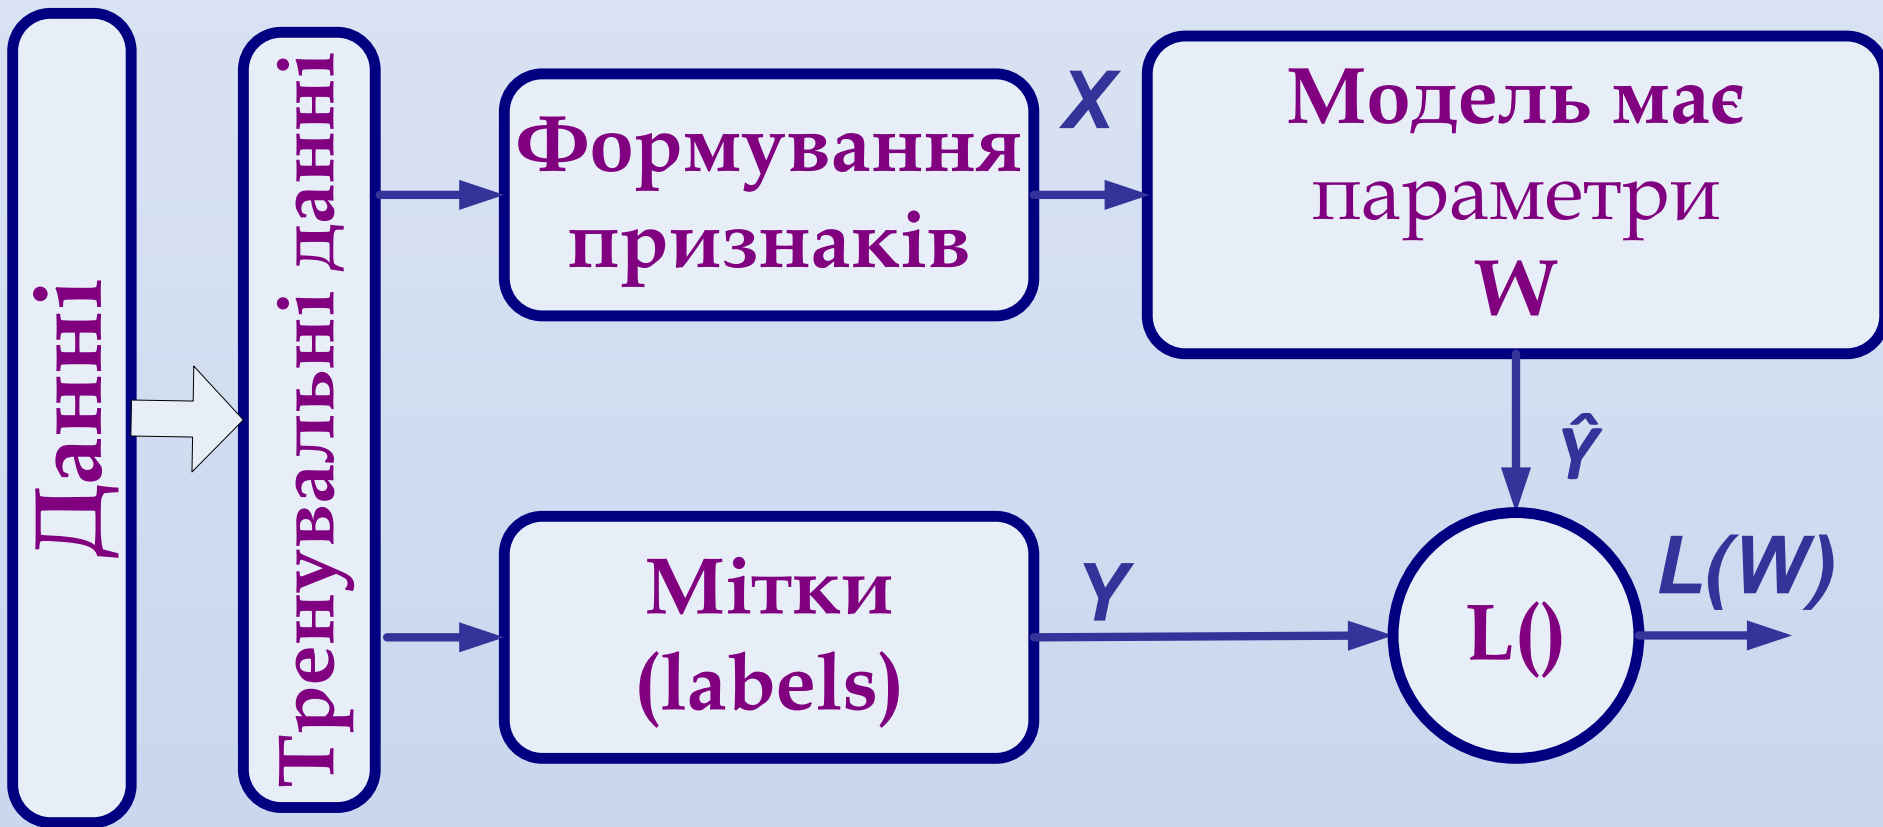 Данні
Тренувальні данні
Формування
признаків
X
Модель має
параметри
W
Ŷ
Мітки
(labels)
Y
L()
L(W)